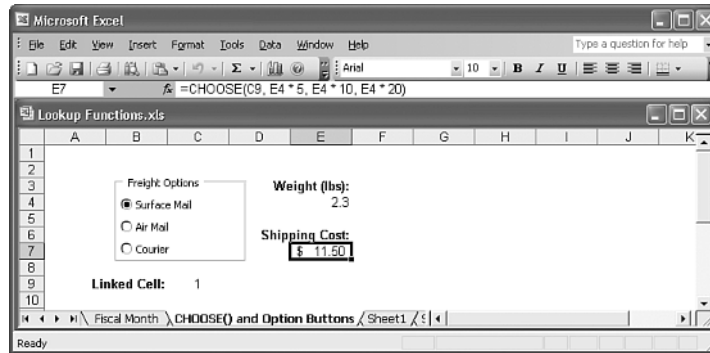 Microsoft Excel
File Edit View Insert Format Tools Data Window Help Type a question for help
Arial 10 B I U
E7 fx =CHOOSE(C9, E4 * 5, E4 * 10, E4 * 20)
Lookup Functions.xls
A B C D E F G H I J K
1
2
3 Freight Options Weight (lbs):
4 Surface Mail 2.3
5 Air Mail
6 Shipping Cost:
7 Courier $ 11.50
8
9 Linked Cell: 1
10
Fiscal Month CHOOSE() and Option Buttons Sheet1
Ready